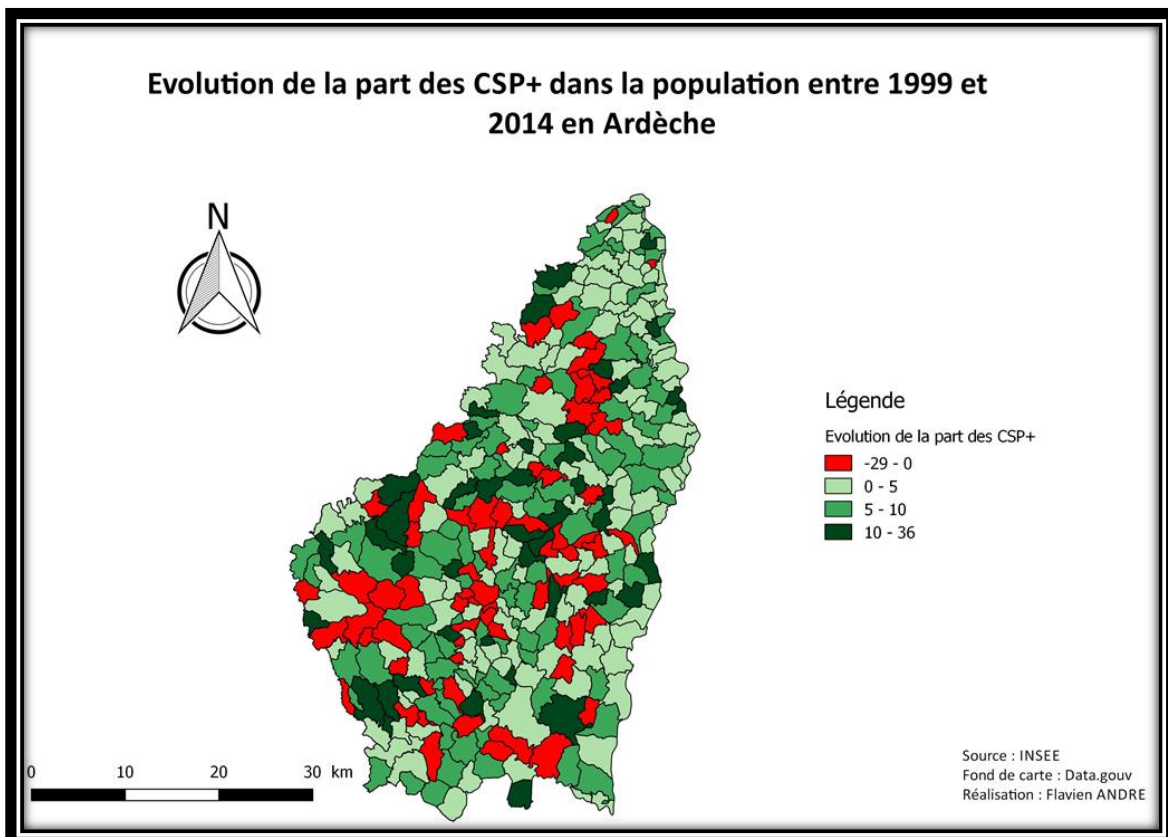 Evolution de la part des CSP+ dans la population entre 1999 et
2014 en Ardèche
N
Légende
Evolution de la part des CSP+
-29 - 0
0 - 5
5 - 10
10 - 36
0 10 20 30 km
Source : INSEE
Fond de carte : Data.gouv
Réalisation : Flavien ANDRE